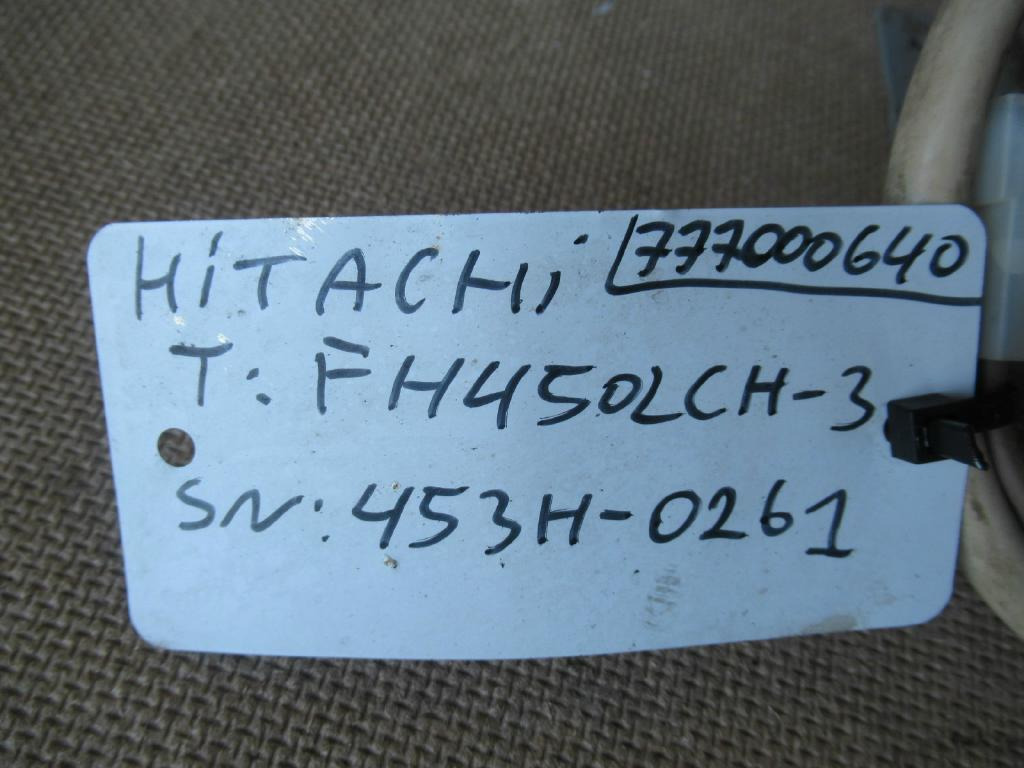 HiTACHi 777000640
T: FH450LCH-3
SN: 453H-0261